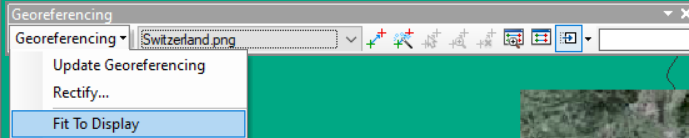 Georeferencing
Georeferencing Switzerland.png
Update Georeferencing
Rectify...
Fit To Display